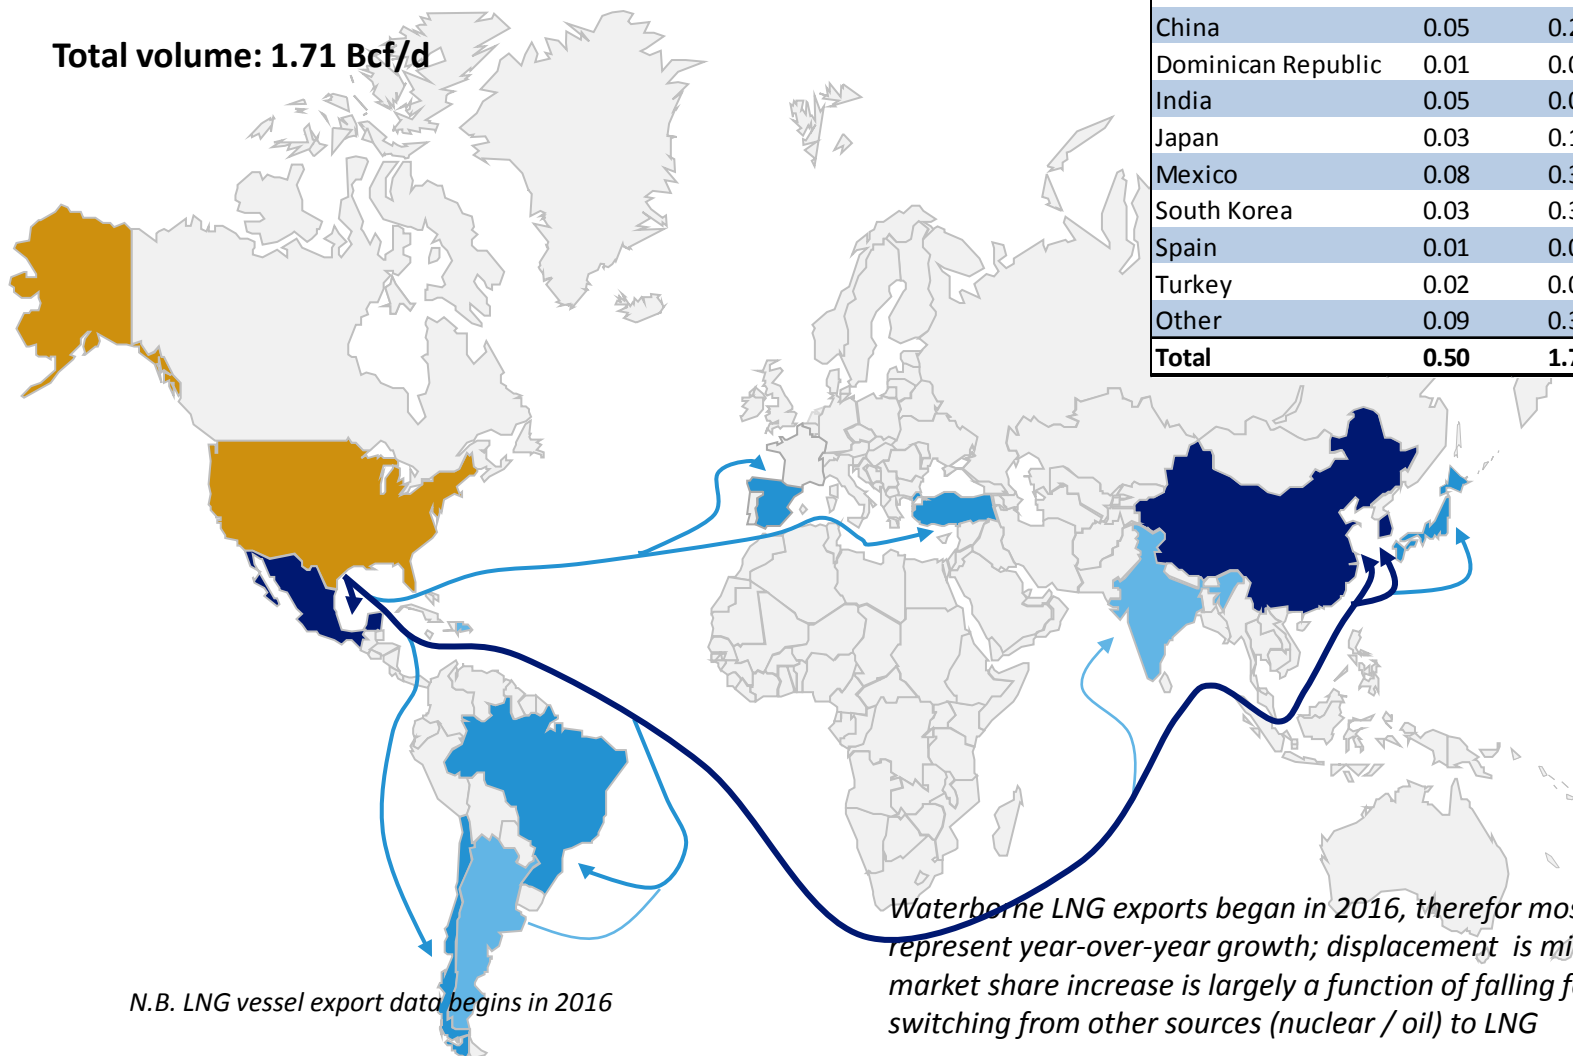 Total volume: 1.71 Bcf/d
China 0.05
Dominican Republic 0.01
India 0.05
Japan 0.03
Mexico 0.08
South Korea 0.03
Spain 0.01
Turkey 0.02
Other 0.09
Total 0.50
Waterborne LNG exports began in 2016, therefor
represent year-over-year growth; displacement is
market share increase is largely a function of falling
switching from other sources (nuclear / oil) to LNG
N.B. LNG vessel export data begins in 2016